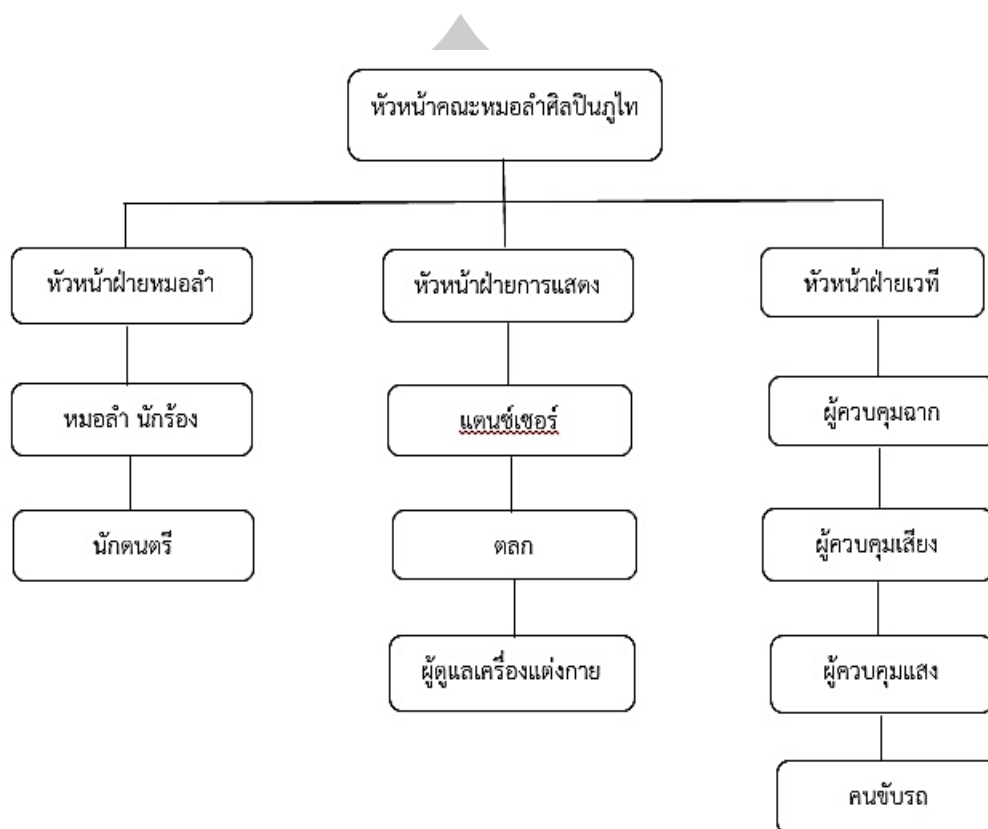 หัวหน้าคณะหมอลำศิลปินภูไท
หัวหน้าฝ่ายหมอลำ
หัวหน้าฝ่ายการแสดง
หัวหน้าฝ่ายเวที
หมอลำ นักร้อง
แดนซ์เซอร์
ผู้ควบคุมฉาก
นักดนตรี
ตลก
ผู้ควบคุมเสียง
ผู้ดูแลเครื่องแต่งกาย
ผู้ควบคุมแสง
คนขับรถ